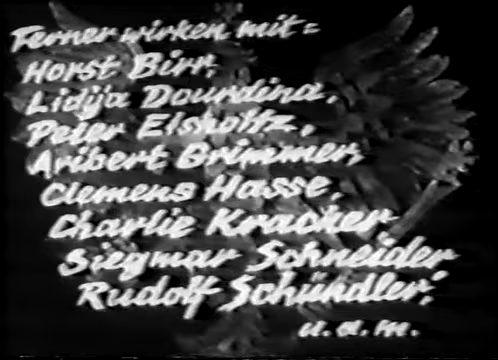 Ferner wirken mit:
Horst Birr,
Lidija Dourdina,
Peter Elsholtz,
Aribert Grimmer,
Clemens Hasse,
Charlie Kracker
Siegmar Schneider
Rudolf Schündler,
u. a. m.